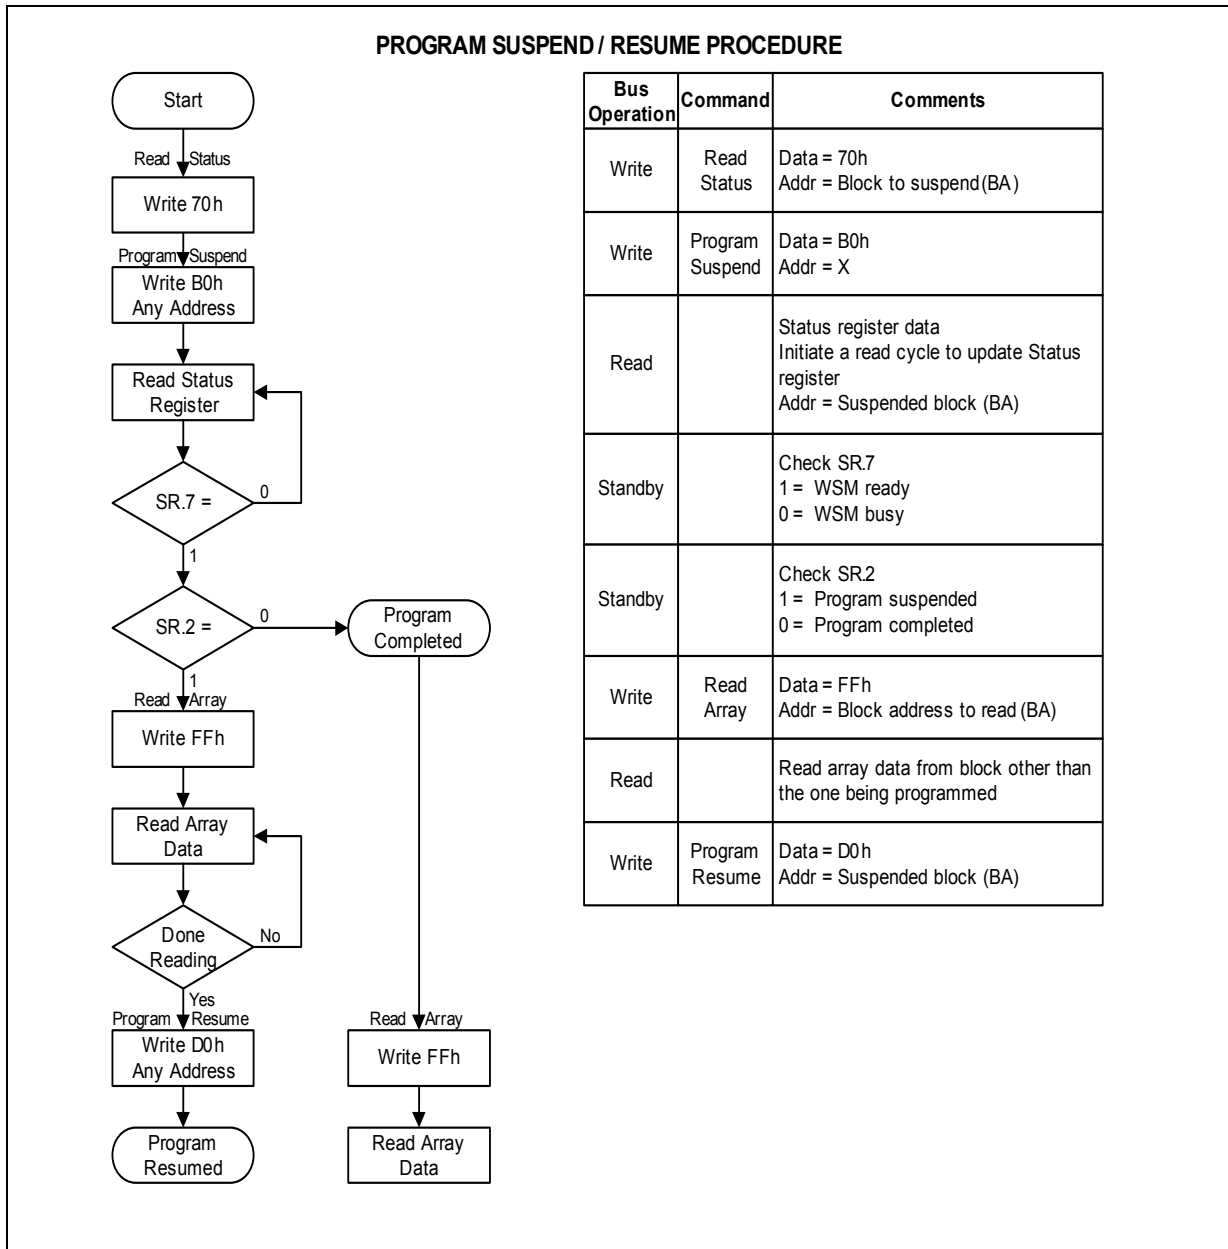 PROGRAM SUSPEND / RESUME PROCEDURE
Start
Read Status
Write 70h
Program Suspend
Write B0h
Any Address
Read Status
Register
SR.7 =
0
1
SR.2 =
0
Program
Completed
1
Read Array
Write FFh
Read Array
Data
Done
Reading
No
Yes
Program Resume
Write D0h
Any Address
Program
Resumed
Read Array
Write FFh
Read Array
Data
Bus
Operation Command Comments
Write Read
Status Data = 70h
Addr = Block to suspend (BA)
Write Program
Suspend Data = B0h
Addr = X
Read Status register data
Initiate a read cycle to update Status
register
Addr = Suspended block (BA)
Standby Check SR.7
1 = WSM ready
0 = WSM busy
Standby Check SR.2
1 = Program suspended
0 = Program completed
Write Read
Array Data = FFh
Addr = Block address to read (BA)
Read Read array data from block other than
the one being programmed
Write Program
Resume Data = D0h
Addr = Suspended block (BA)